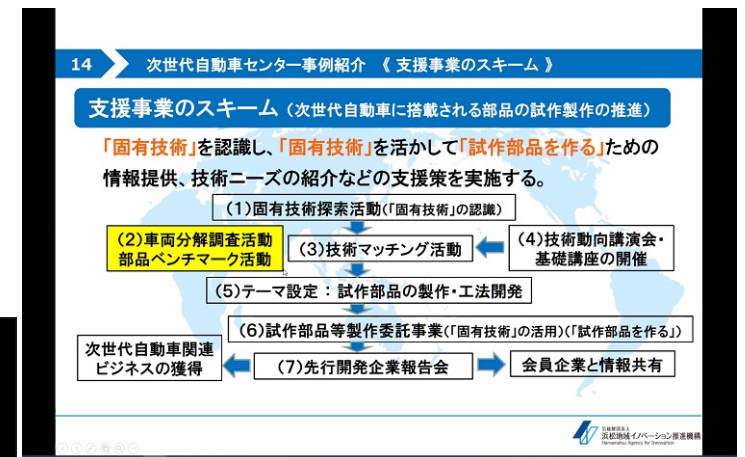 14
次世代自動車センター事例紹介 《 支援事業のスキーム 》
支援事業のスキーム（次世代自動車に搭載される部品の試作製作の推進）
「固有技術」を認識し、「固有技術」を活かして「試作部品を作る」ための
情報提供、技術ニーズの紹介などの支援策を実施する。
(1)固有技術探索活動(「固有技術」の認識)
(2)車両分解調査活動
部品ベンチマーク活動
(3)技術マッチング活動
(4)技術動向講演会・
基礎講座の開催
(5)テーマ設定：試作部品の製作・工法開発
(6)試作部品等製作委託事業(「固有技術」の活用)(「試作部品を作る」)
次世代自動車関連
ビジネスの獲得
(7)先行開発企業報告会
会員企業と情報共有
公益財団法人
浜松地域イノベーション推進機構
Hamamatsu Agency for Innovation